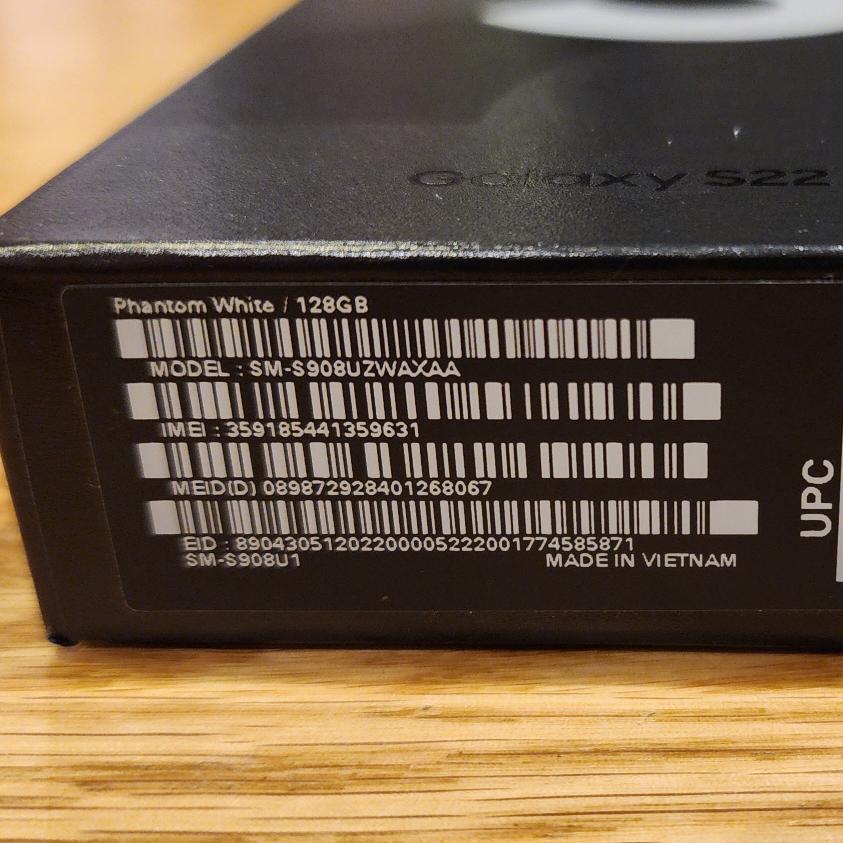 Galaxy S22
Phantom White / 128GB
MODEL : SM-S908UZWAXAA
IMEI : 359185441359631
MEID(D) 089872928401268067
EID : 89043051202200005222001774585871
SM-S908U1 MADE IN VIETNAM
UPC